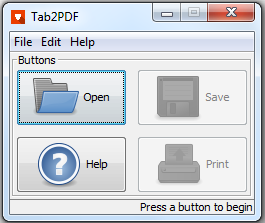 Tab2PDF
File Edit Help
Buttons
Open Save
? Help Print
Press a button to begin